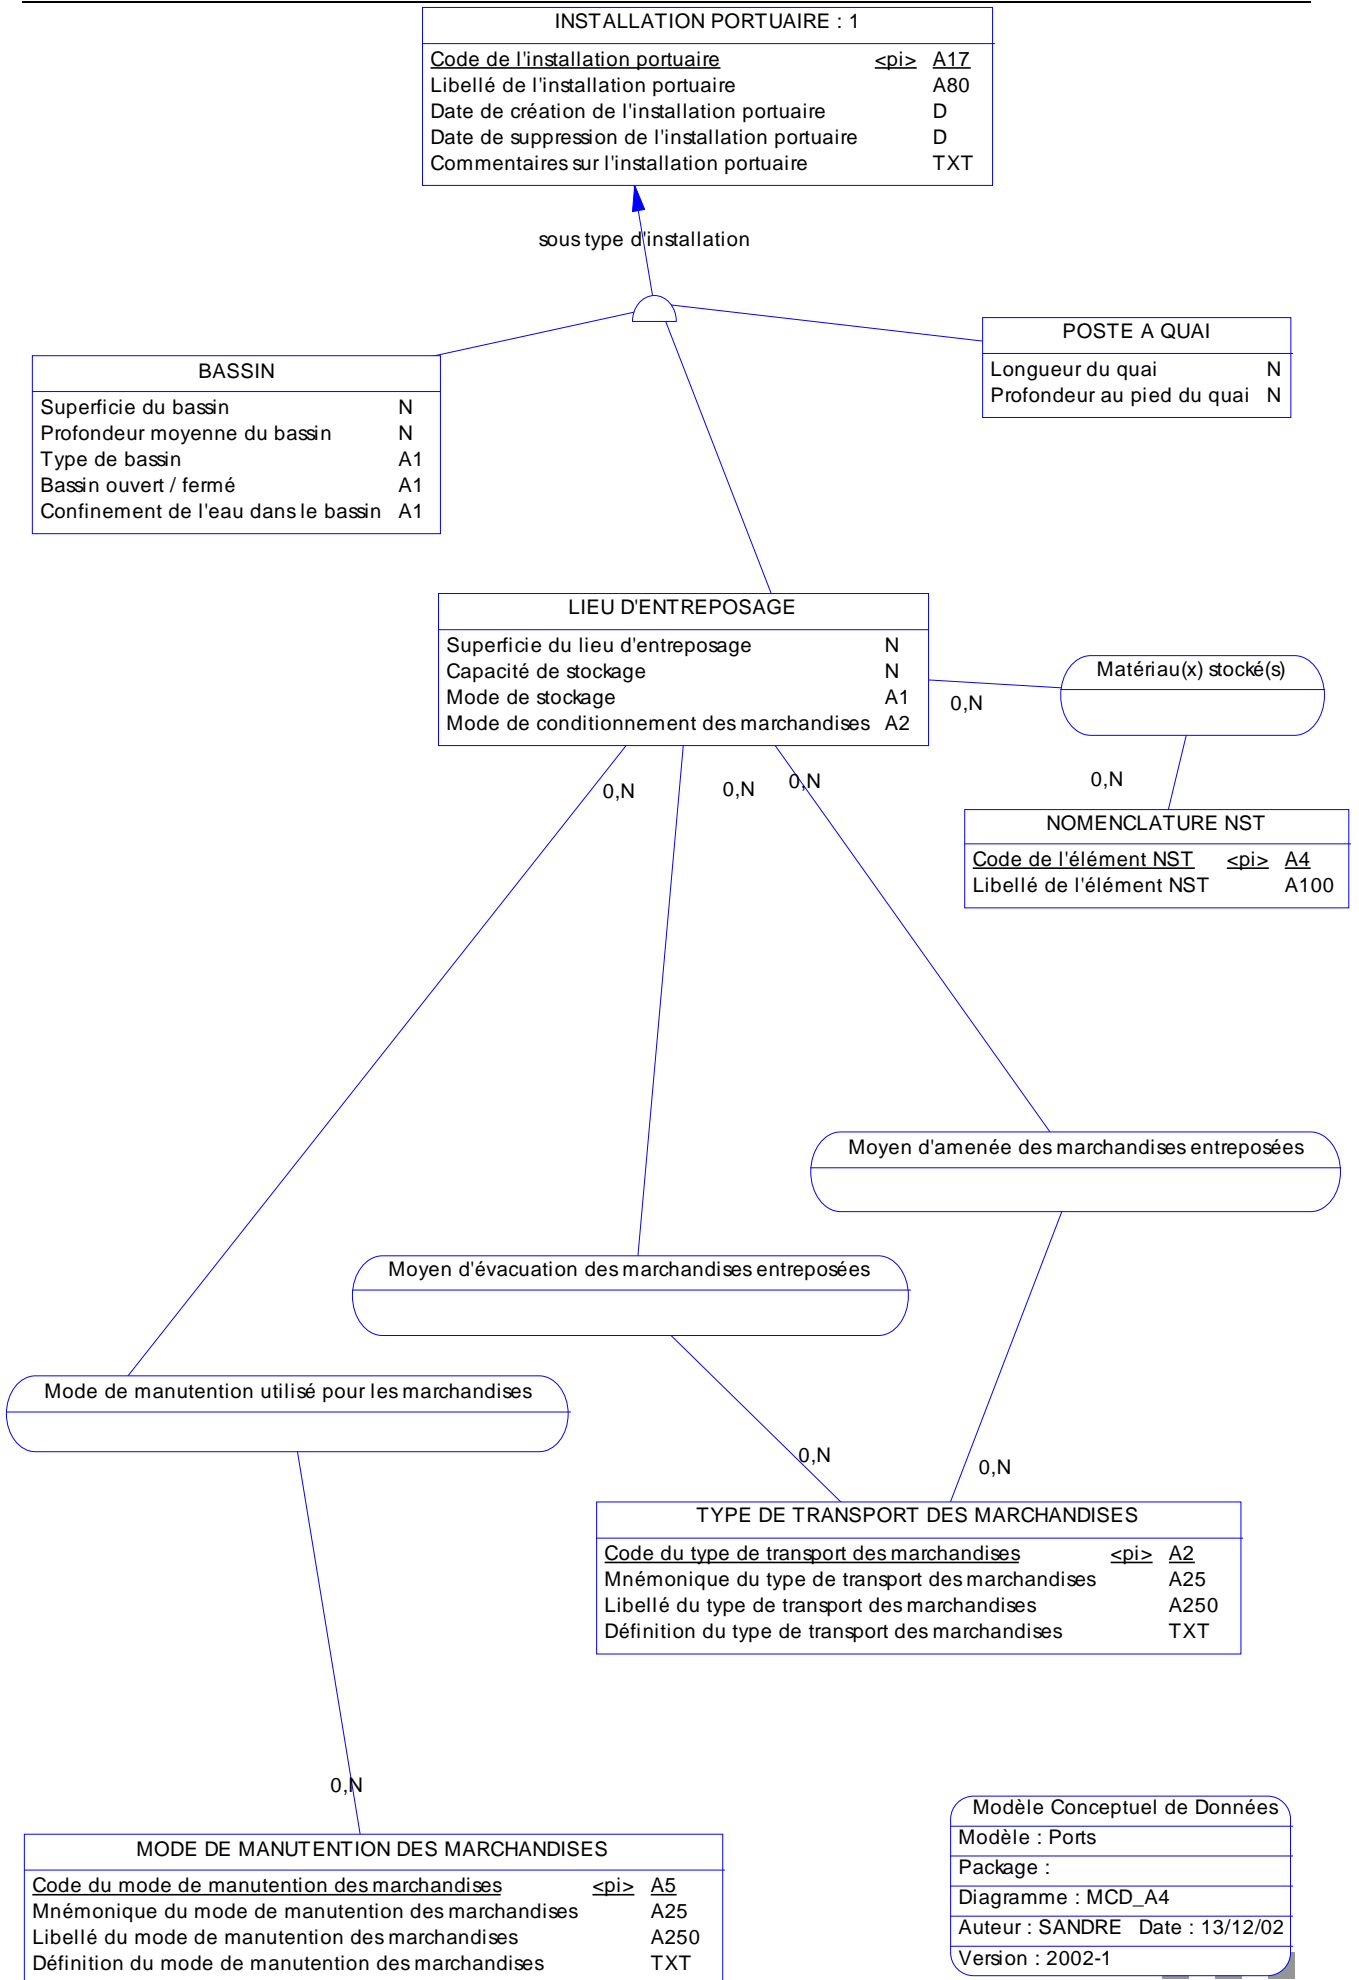 INSTALLATION PORTUAIRE : 1
Code de l'installation portuaire <pi> A17
Libellé de l'installation portuaire A80
Date de création de l'installation portuaire D
Date de suppression de l'installation portuaire D
Commentaires sur l'installation portuaire TXT
sous type d'installation
POSTE A QUAI
Longueur du quai N
Profondeur au pied du quai N
BASSIN
Superficie du bassin N
Profondeur moyenne du bassin N
Type de bassin A1
Bassin ouvert / fermé A1
Confinement de l'eau dans le bassin A1
LIEU D'ENTREPOSAGE
Superficie du lieu d'entreposage N
Capacité de stockage N
Mode de stockage A1
Mode de conditionnement des marchandises A2
Matériau(x) stocké(s)
0,N
0,N
0,N
0,N
0,N
NOMENCLATURE NST
Code de l'élément NST <pi> A4
Libellé de l'élément NST A100
Moyen d'amenée des marchandises entreposées
Moyen d'évacuation des marchandises entreposées
Mode de manutention utilisé pour les marchandises
0,N
0,N
TYPE DE TRANSPORT DES MARCHANDISES
Code du type de transport des marchandises <pi> A2
Mnémonique du type de transport des marchandises A25
Libellé du type de transport des marchandises A250
Définition du type de transport des marchandises TXT
0,N
MODE DE MANUTENTION DES MARCHANDISES
Code du mode de manutention des marchandises <pi> A5
Mnémonique du mode de manutention des marchandises A25
Libellé du mode de manutention des marchandises A250
Définition du mode de manutention des marchandises TXT
Modèle Conceptuel de Données
Modèle : Ports
Package :
Diagramme : MCD_A4
Auteur : SANDRE Date : 13/12/02
Version : 2002-1